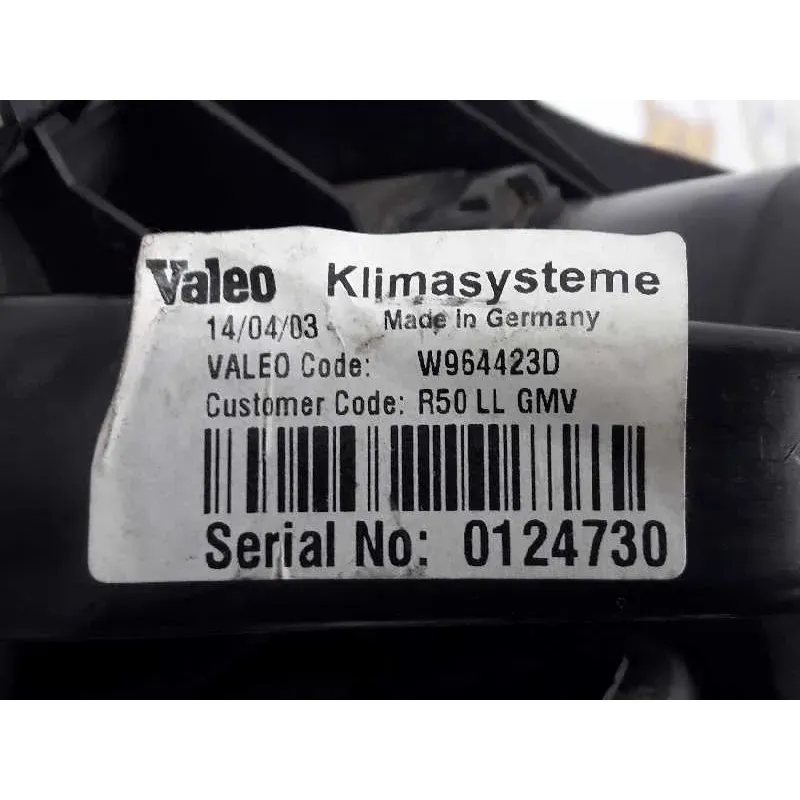 Valeo Klimasysteme
14/04/03 - Made in Germany
VALEO Code: W964423D
Customer Code: R50 LL GMV
Serial No: 0124730